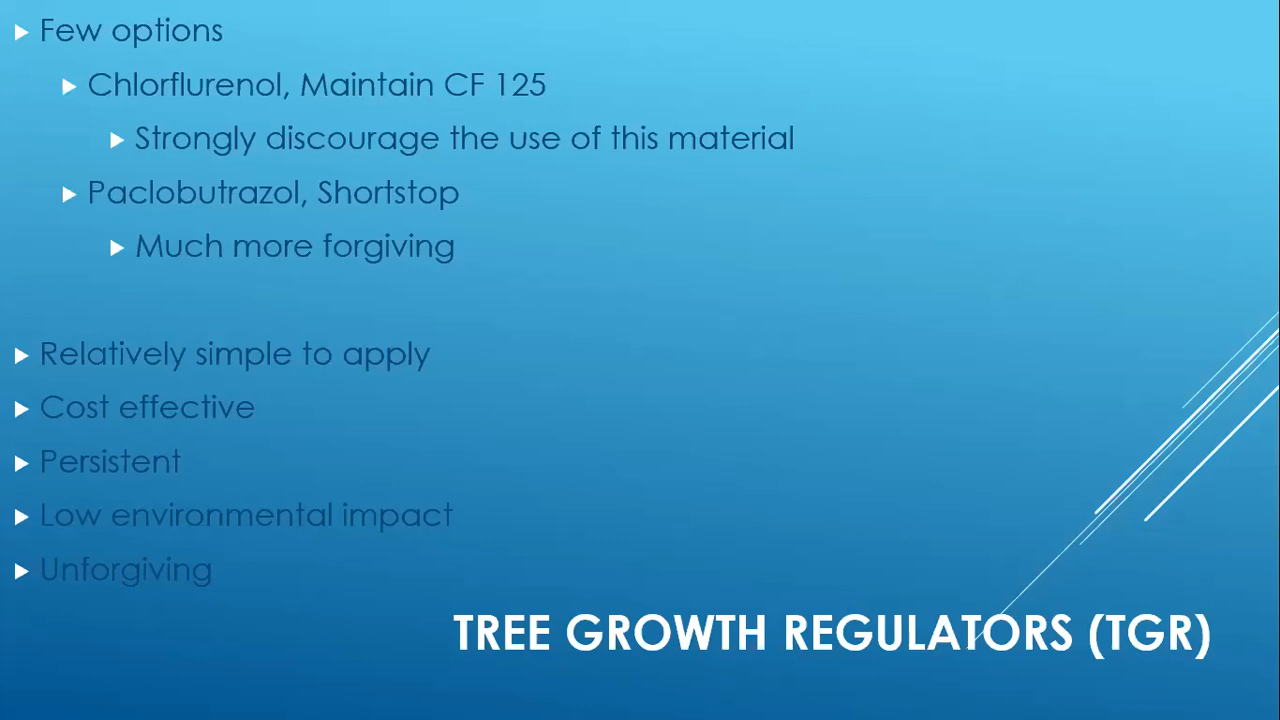 Few options
Chlorflurenol, Maintain CF 125
Strongly discourage the use of this material
Paclobutrazol, Shortstop
Much more forgiving
Relatively simple to apply
Cost effective
Persistent
Low environmental impact
Unforgiving
TREE GROWTH REGULATORS (TGR)